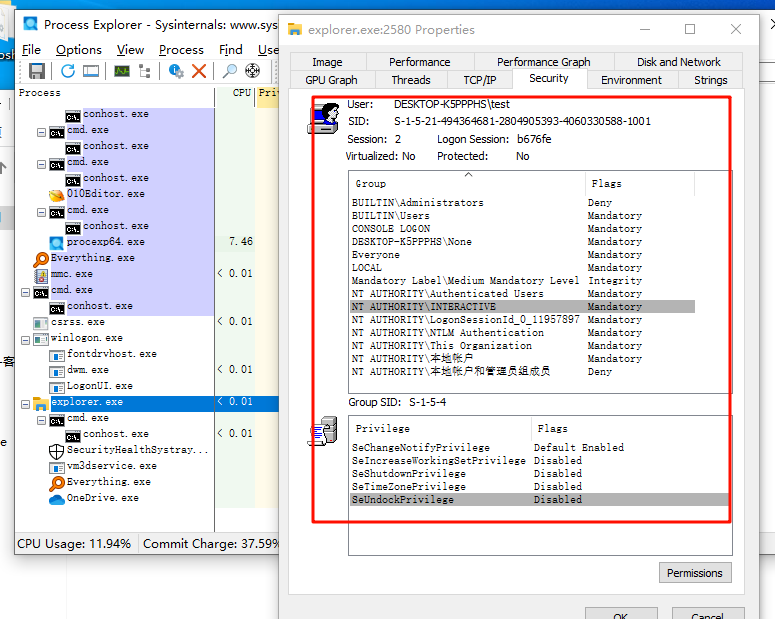 Process Explorer - Sysinternals: www.sys
File Options View Process Find Use
Process CPU Pri
conhost.exe
cmd.exe
conhost.exe
cmd.exe
conhost.exe
010Editor.exe
cmd.exe
conhost.exe
procexp64.exe 7.46
Everything.exe
mmc.exe < 0.01
cmd.exe
conhost.exe
csrss.exe < 0.01
winlogon.exe
fontdrvhost.exe
dwm.exe < 0.01
LogonUI.exe
explorer.exe < 0.01
cmd.exe
conhost.exe < 0.01
SecurityHealthSystray...
vm3dservice.exe
Everything.exe
OneDrive.exe
CPU Usage: 11.94% Commit Charge: 37.59%
explorer.exe:2580 Properties
Image Performance Performance Graph Disk and Network
GPU Graph Threads TCP/IP Security Environment Strings
User: DESKTOP-K5PPPHS\test
SID: S-1-5-21-494364681-2804905393-4060330588-1001
Session: 2 Logon Session: b676fe
Virtualized: No Protected: No
Group Flags
BUILTIN\Administrators Deny
BUILTIN\Users Mandatory
CONSOLE LOGON Mandatory
DESKTOP-K5PPPHS\None Mandatory
Everyone Mandatory
LOCAL Mandatory
Mandatory Label\Medium Mandatory Level Integrity
NT AUTHORITY\Authenticated Users Mandatory
NT AUTHORITY\INTERACTIVE Mandatory
NT AUTHORITY\LogonSessionId_0_11957897 Mandatory
NT AUTHORITY\NTLM Authentication Mandatory
NT AUTHORITY\This Organization Mandatory
NT AUTHORITY\本地帐户 Mandatory
NT AUTHORITY\本地帐户和管理员组成员 Deny
Group SID: S-1-5-4
Privilege Flags
SeChangeNotifyPrivilege Default Enabled
SeIncreaseWorkingSetPrivilege Disabled
SeShutdownPrivilege Disabled
SeTimeZonePrivilege Disabled
SeUndockPrivilege Disabled
Permissions
OK Cancel